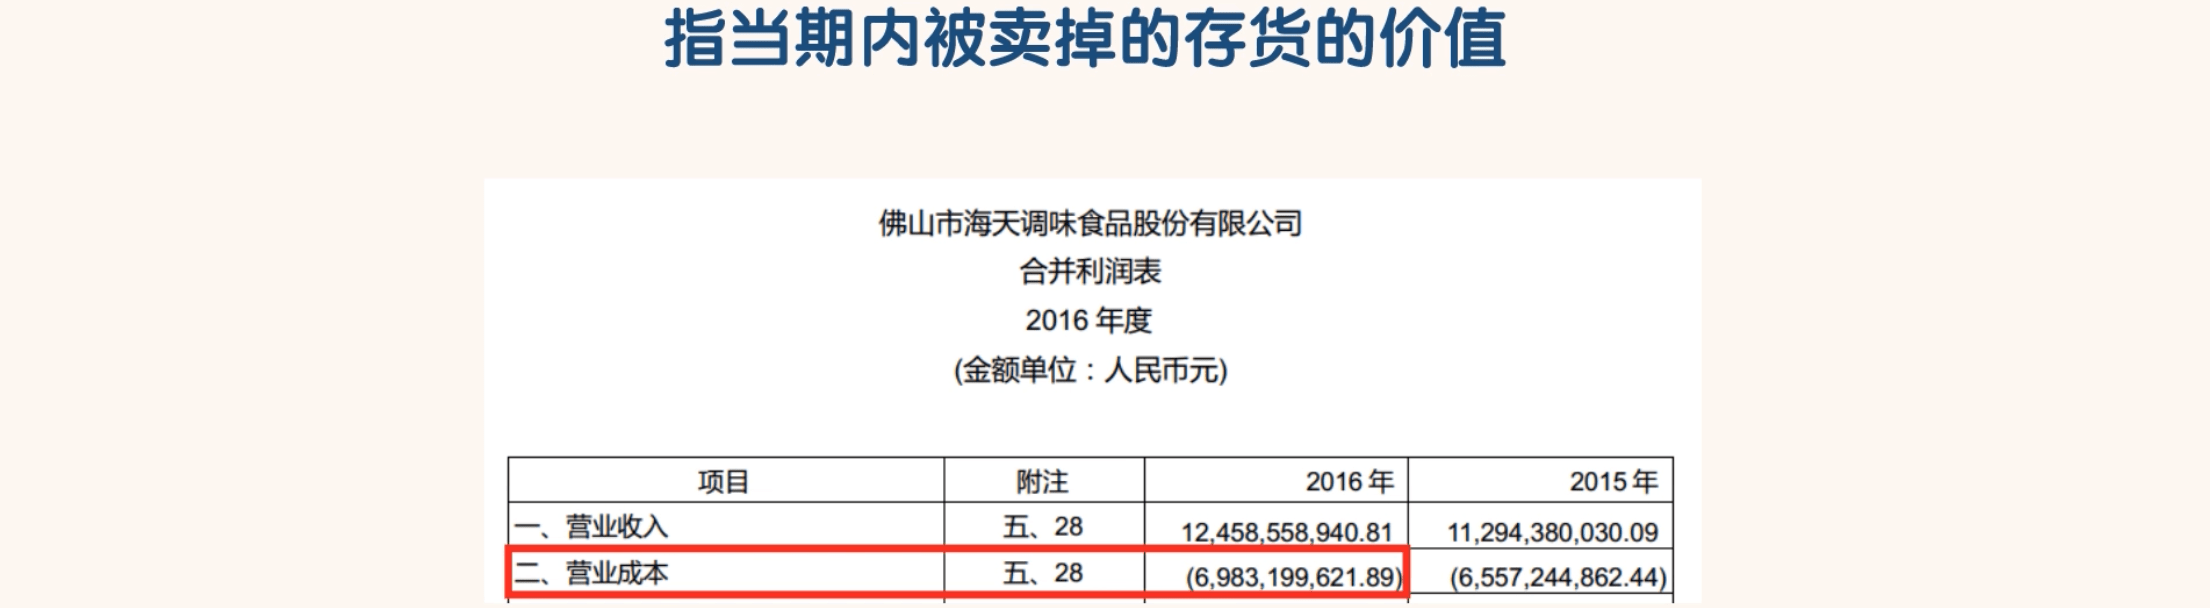 指当期内被卖掉的存货的价值
佛山市海天调味食品股份有限公司
合并利润表
2016 年度
(金额单位：人民币元)
项目 附注 2016 年 2015 年
一、营业收入 五、28 12,458,558,940.81 11,294,380,030.09
二、营业成本 五、28 (6,983,199,621.89) (6,557,244,862.44)